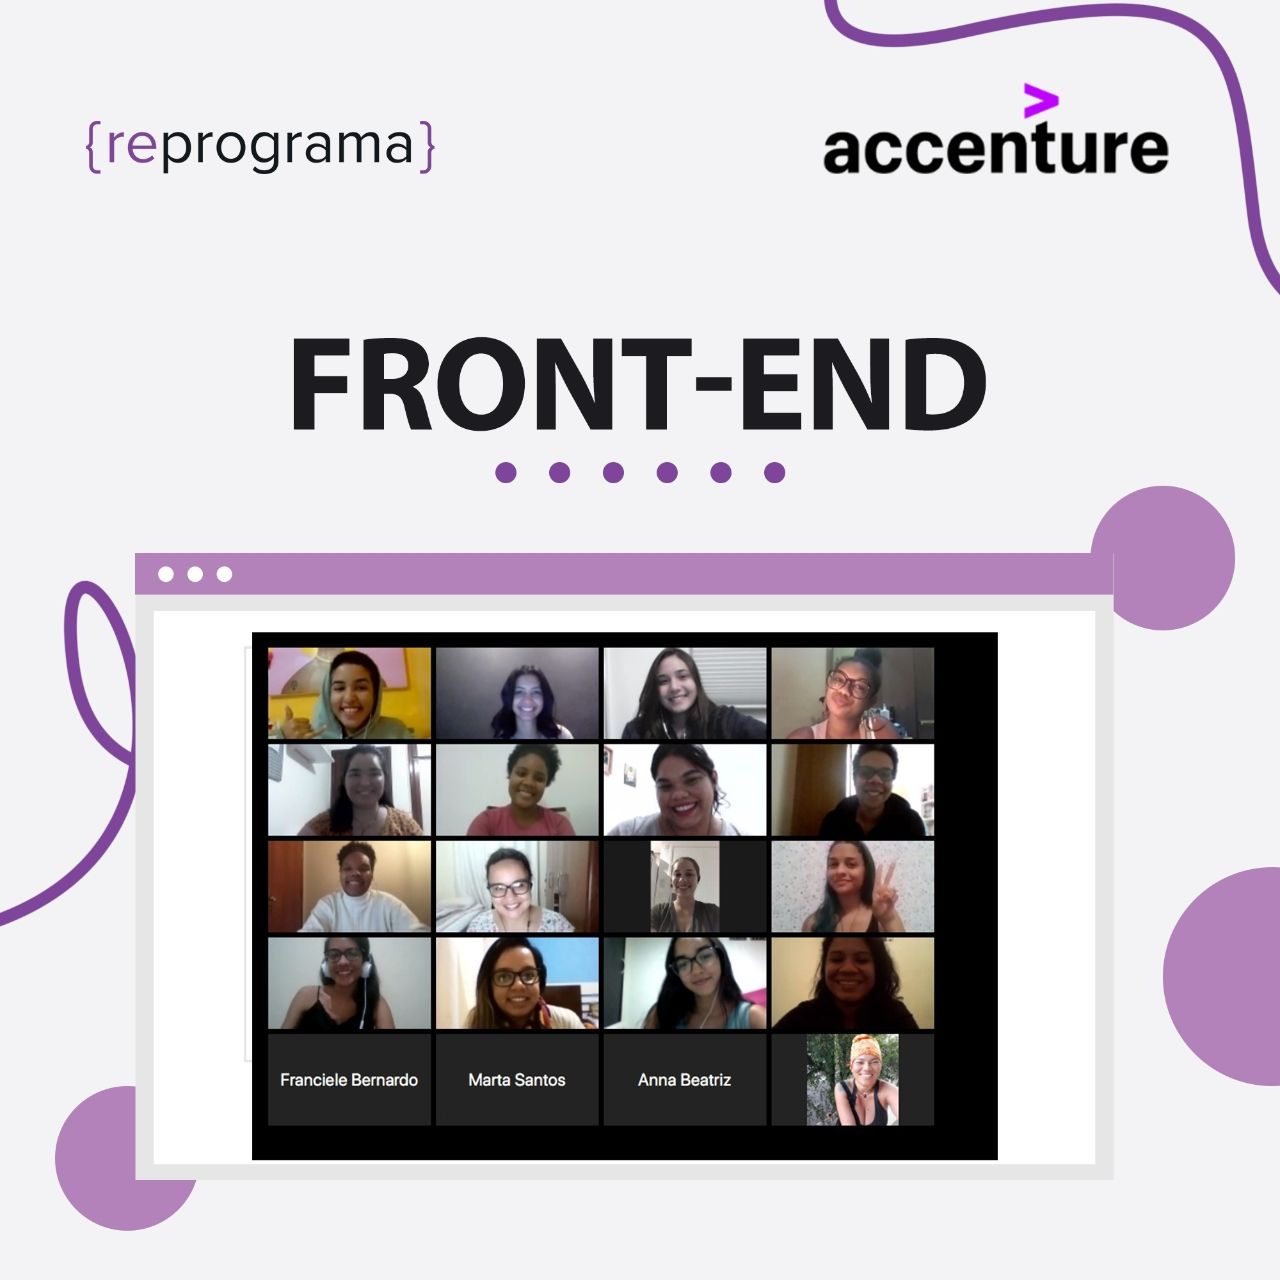 {reprograma}
accenture
FRONT-END
Franciele Bernardo
Marta Santos
Anna Beatriz